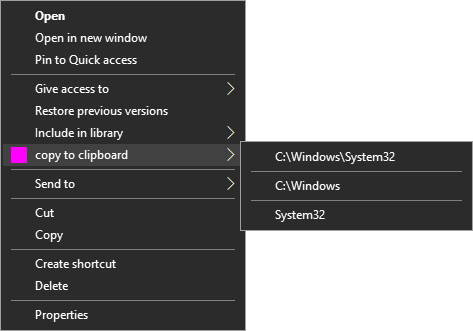 Open
Open in new window
Pin to Quick access
Give access to
Restore previous versions
Include in library
copy to clipboard
Send to
Cut
Copy
Create shortcut
Delete
Properties
C:\Windows\System32
C:\Windows
System32